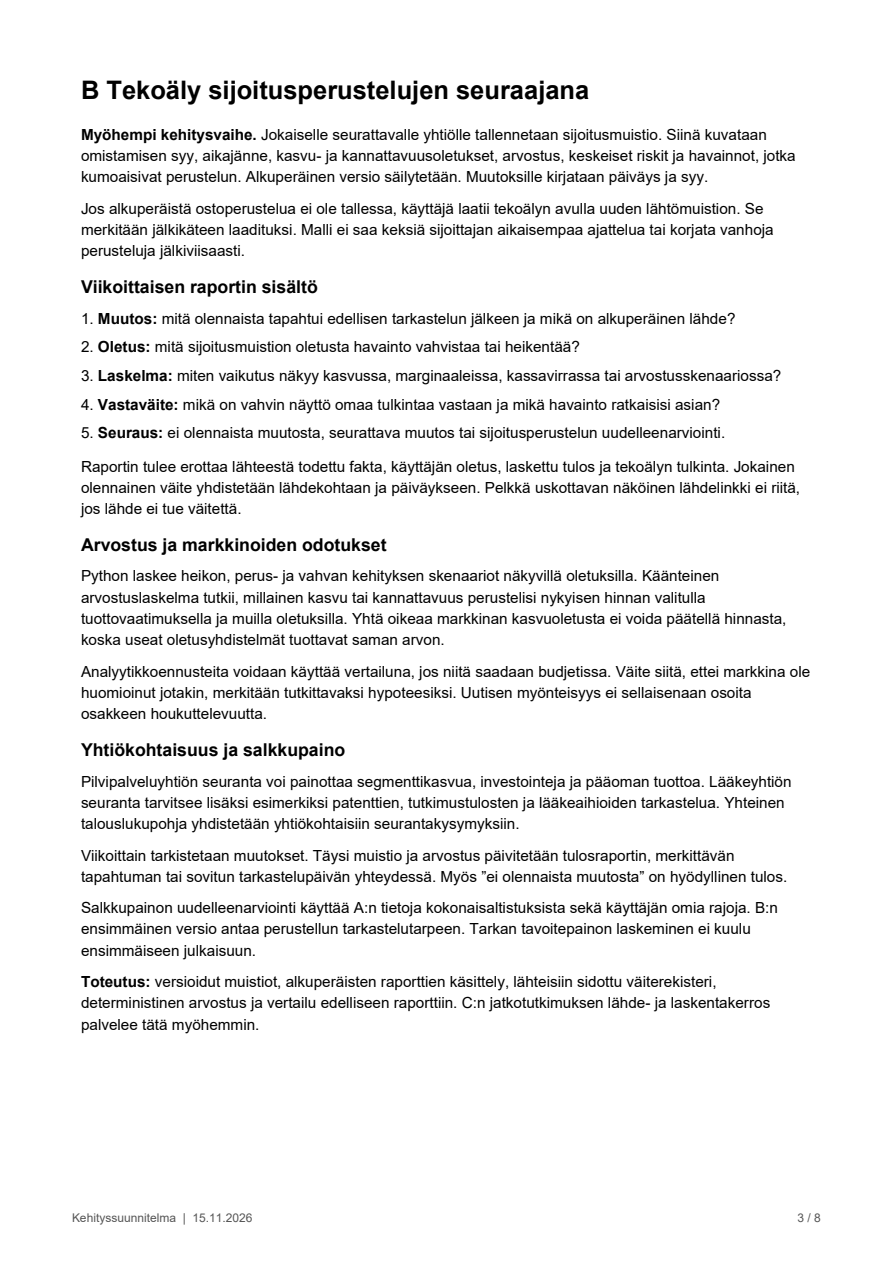 B Tekoäly sijoitusperustelujen seuraajana
Myöhempi kehitysvaihe. Jokaiselle seurattavalle yhtiölle tallennetaan sijoitusmuistio. Siinä kuvataan
omistamisen syy, aikajänne, kasvu- ja kannattavuusoletukset, arvostus, keskeiset riskit ja havainnot, jotka
kumoaisivat perustelun. Alkuperäinen versio säilytetään. Muutoksille kirjataan päiväys ja syy.
Jos alkuperäistä ostoperustelua ei ole tallessa, käyttäjä laatii tekoälyn avulla uuden lähtömuistion. Se
merkitään jälkikäteen laadituksi. Malli ei saa keksiä sijoittajan aikaisempaa ajattelua tai korjata vanhoja
perusteluja jälkiviisaasti.
Viikoittaisen raportin sisältö
1. Muutos: mitä olennaista tapahtui edellisen tarkastelun jälkeen ja mikä on alkuperäinen lähde?
2. Oletus: mitä sijoitusmuistion oletusta havainto vahvistaa tai heikentää?
3. Laskelma: miten vaikutus näkyy kasvussa, marginaaleissa, kassavirrassa tai arvostusskenaariossa?
4. Vastaväite: mikä on vahvin näyttö omaa tulkintaa vastaan ja mikä havainto ratkaisisi asian?
5. Seuraus: ei olennaista muutosta, seurattava muutos tai sijoitusperustelun uudelleenarviointi.
Raportin tulee erottaa lähteestä todettu fakta, käyttäjän oletus, laskettu tulos ja tekoälyn tulkinta. Jokainen
olennainen väite yhdistetään lähdekohtaan ja päiväykseen. Pelkkä uskottavan näköinen lähdelinkki ei riitä,
jos lähde ei tue väitettä.
Arvostus ja markkinoiden odotukset
Python laskee heikon, perus- ja vahvan kehityksen skenaariot näkyvillä oletuksilla. Käänteinen
arvostuslaskelma tutkii, millainen kasvu tai kannattavuus perustelisi nykyisen hinnan valitulla
tuottovaatimuksella ja muilla oletuksilla. Yhtä oikeaa markkinan kasvuoletusta ei voida päätellä hinnasta,
koska useat oletusyhdistelmät tuottavat saman arvon.
Analyytikkoennusteita voidaan käyttää vertailuna, jos niitä saadaan budjetissa. Väite siitä, ettei markkina ole
huomioinut jotakin, merkitään tutkittavaksi hypoteesiksi. Uutisen myönteisyys ei sellaisenaan osoita
osakkeen houkuttelevuutta.
Yhtiökohtaisuus ja salkkupaino
Pilvipalveluyhtiön seuranta voi painottaa segmenttikasvua, investointeja ja pääoman tuottoa. Lääkeyhtiön
seuranta tarvitsee lisäksi esimerkiksi patenttien, tutkimustulosten ja lääkeaihioiden tarkastelua. Yhteinen
talouslukupohja yhdistetään yhtiökohtaisiin seurantakysymyksiin.
Viikoittain tarkistetaan muutokset. Täysi muistio ja arvostus päivitetään tulosraportin, merkittävän
tapahtuman tai sovitun tarkastelupäivän yhteydessä. Myös ”ei olennaista muutosta” on hyödyllinen tulos.
Salkkupainon uudelleenarviointi käyttää A:n tietoja kokonaisaltistuksista sekä käyttäjän omia rajoja. B:n
ensimmäinen versio antaa perustellun tarkastelutarpeen. Tarkan tavoitepainon laskeminen ei kuulu
ensimmäiseen julkaisuun.
Toteutus: versioidut muistiot, alkuperäisten raporttien käsittely, lähteisiin sidottu väiterekisteri,
deterministinen arvostus ja vertailu edelliseen raporttiin. C:n jatkotutkimuksen lähde- ja laskentakerros
palvelee tätä myöhemmin.
Kehityssuunnitelma | 15.11.2026
3 / 8